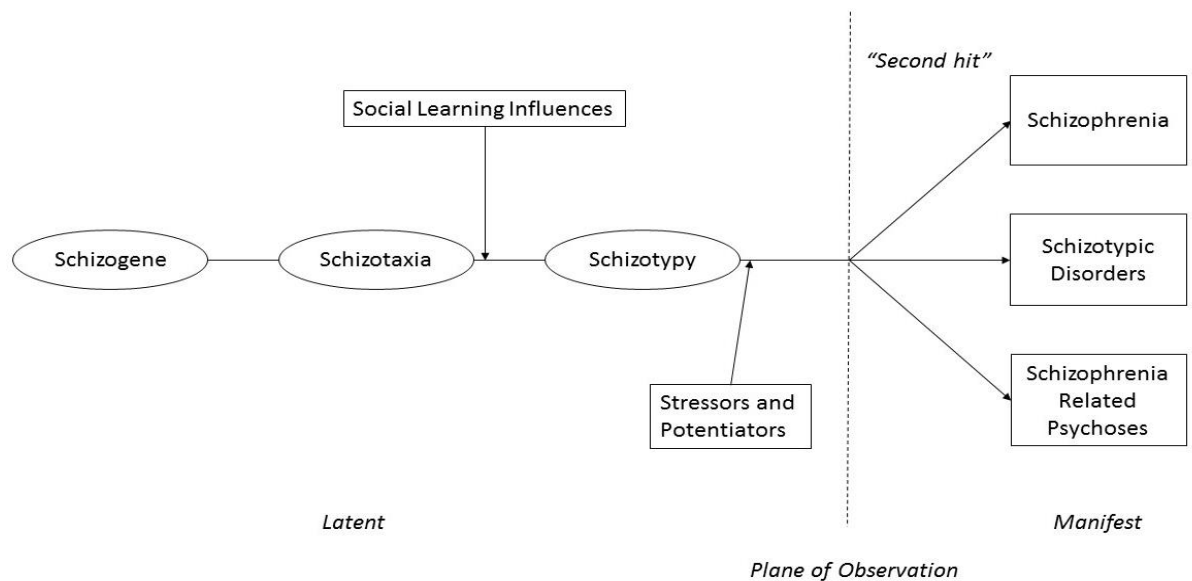 “Second hit”
Social Learning Influences
Schizophrenia
Schizogene
Schizotaxia
Schizotypy
Schizotypic
Disorders
Stressors and
Potentiators
Schizophrenia
Related
Psychoses
Latent
Manifest
Plane of Observation